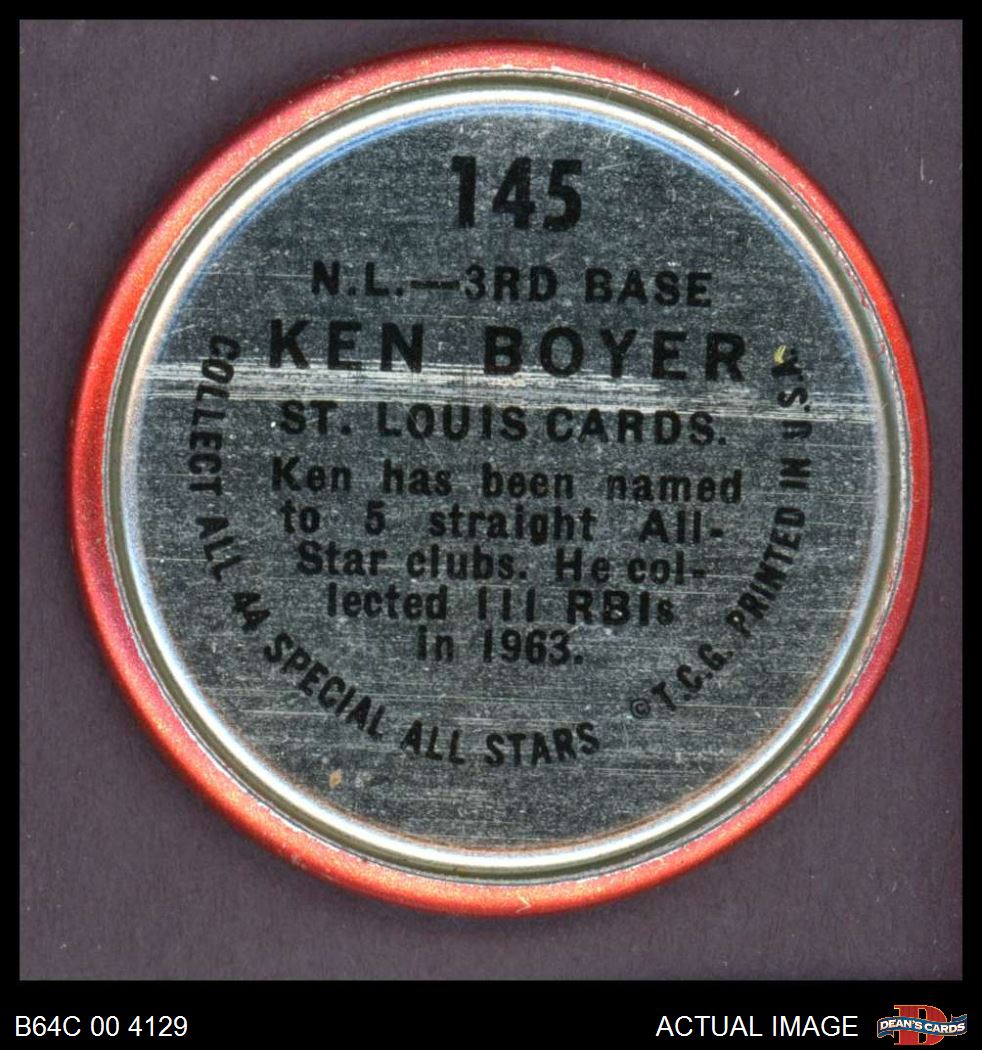 145
N.L.—3RD BASE
KEN BOYER
ST. LOUIS CARDS.
Ken has been named
to 5 straight All-
Star clubs. He col-
lected 111 RBIs
in 1963.
COLLECT ALL 44 SPECIAL ALL STARS
©T.C.G. PRINTED IN U.S.A.
B64C 00 4129
ACTUAL IMAGE
DEAN'S CARDS